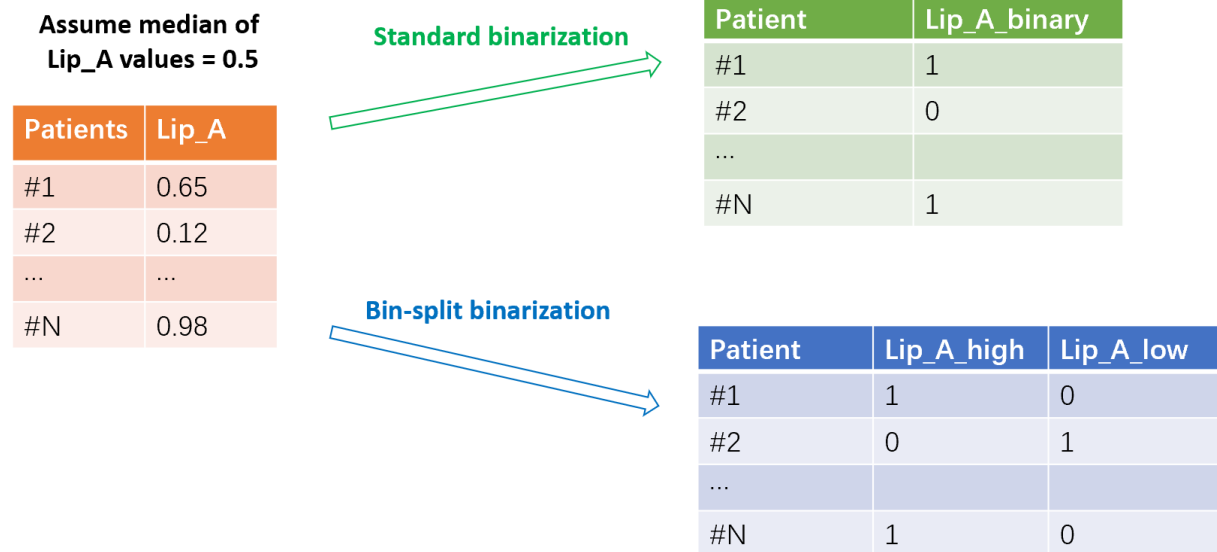 Assume median of
Lip_A values = 0.5
Patients Lip_A
#1 0.65
#2 0.12
... ...
#N 0.98
Standard binarization
Patient Lip_A_binary
#1 1
#2 0
...
#N 1
Bin-split binarization
Patient Lip_A_high Lip_A_low
#1 1 0
#2 0 1
...
#N 1 0